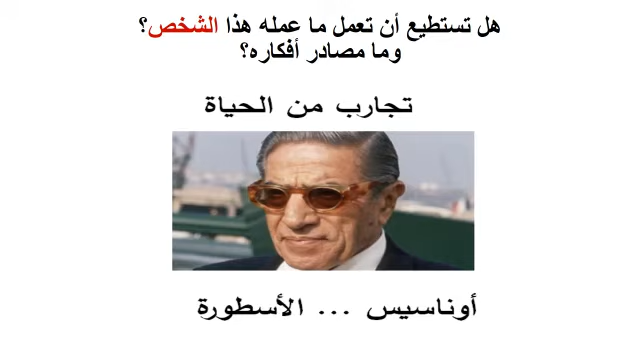 هل تستطيع أن تعمل ما عمله هذا الشخص؟
وما مصادر أفكاره؟
تجارب من الحياة
أوناسيس ... الأسطورة